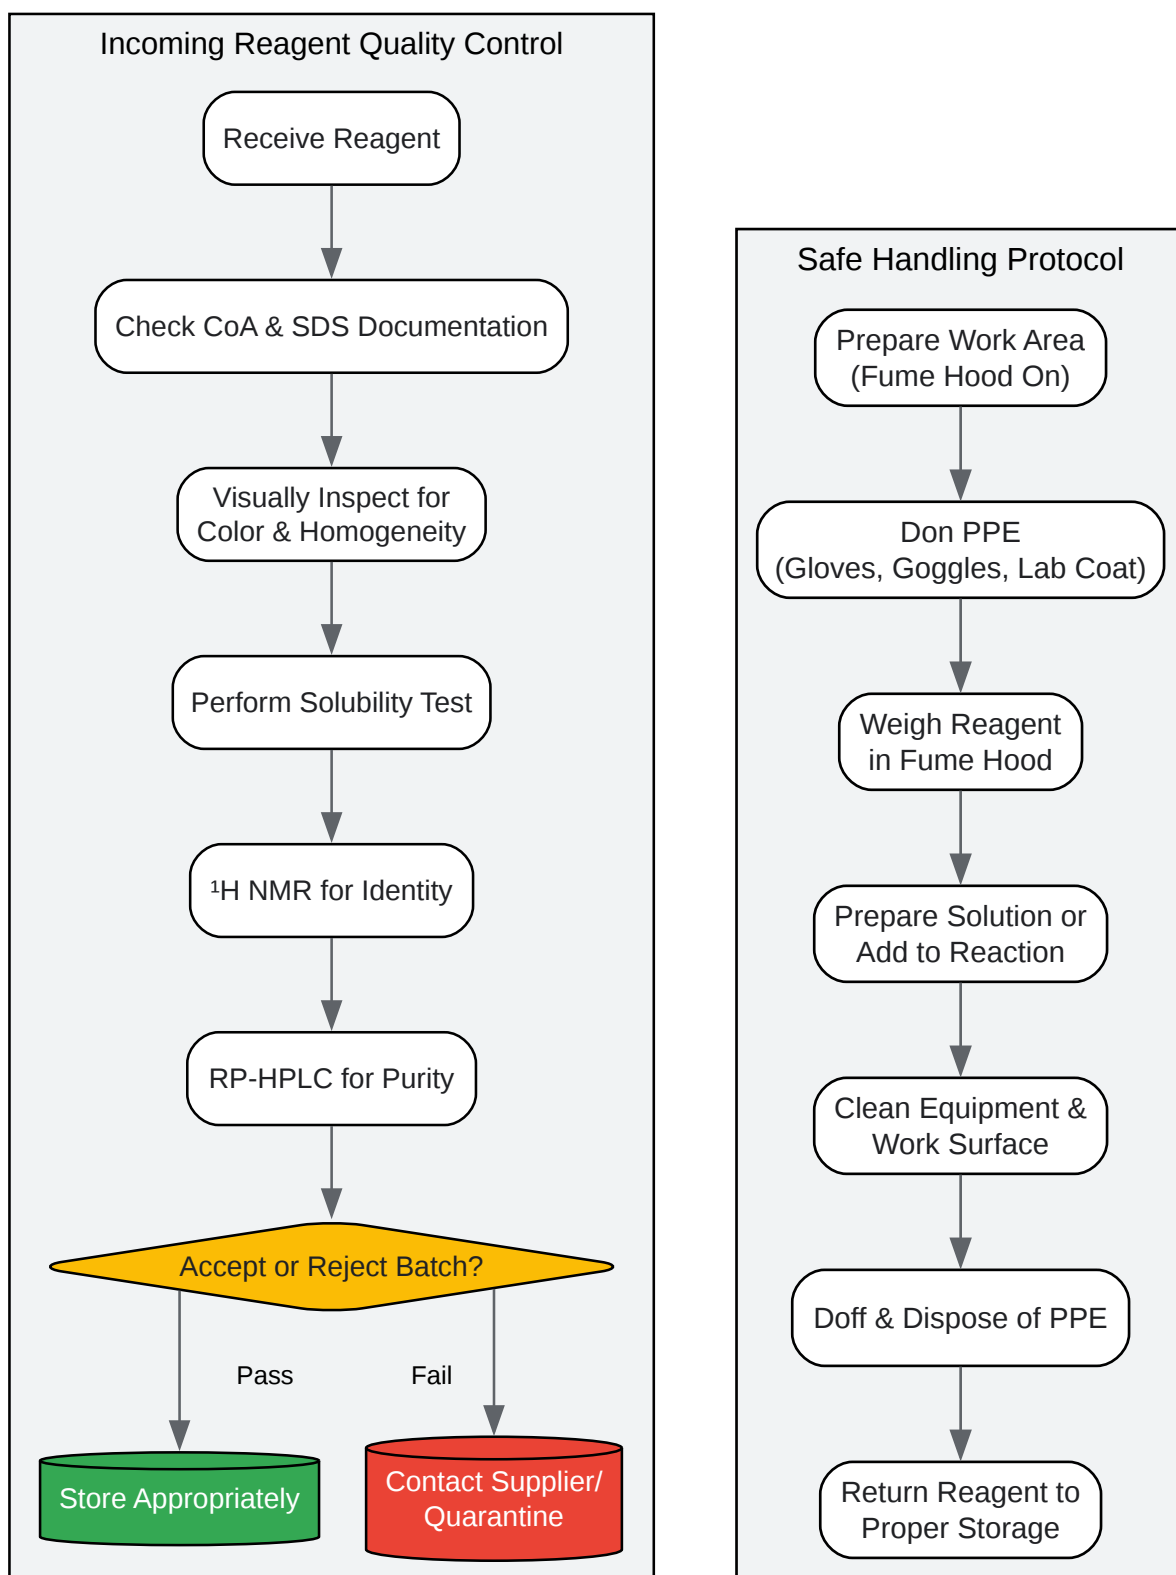 Incoming Reagent Quality Control
Receive Reagent
Check CoA & SDS Documentation
Visually Inspect for
Color & Homogeneity
Perform Solubility Test
¹H NMR for Identity
RP-HPLC for Purity
Accept or Reject Batch?
Pass
Fail
Store Appropriately
Contact Supplier/
Quarantine
Safe Handling Protocol
Prepare Work Area
(Fume Hood On)
Don PPE
(Gloves, Goggles, Lab Coat)
Weigh Reagent
in Fume Hood
Prepare Solution or
Add to Reaction
Clean Equipment &
Work Surface
Doff & Dispose of PPE
Return Reagent to
Proper Storage